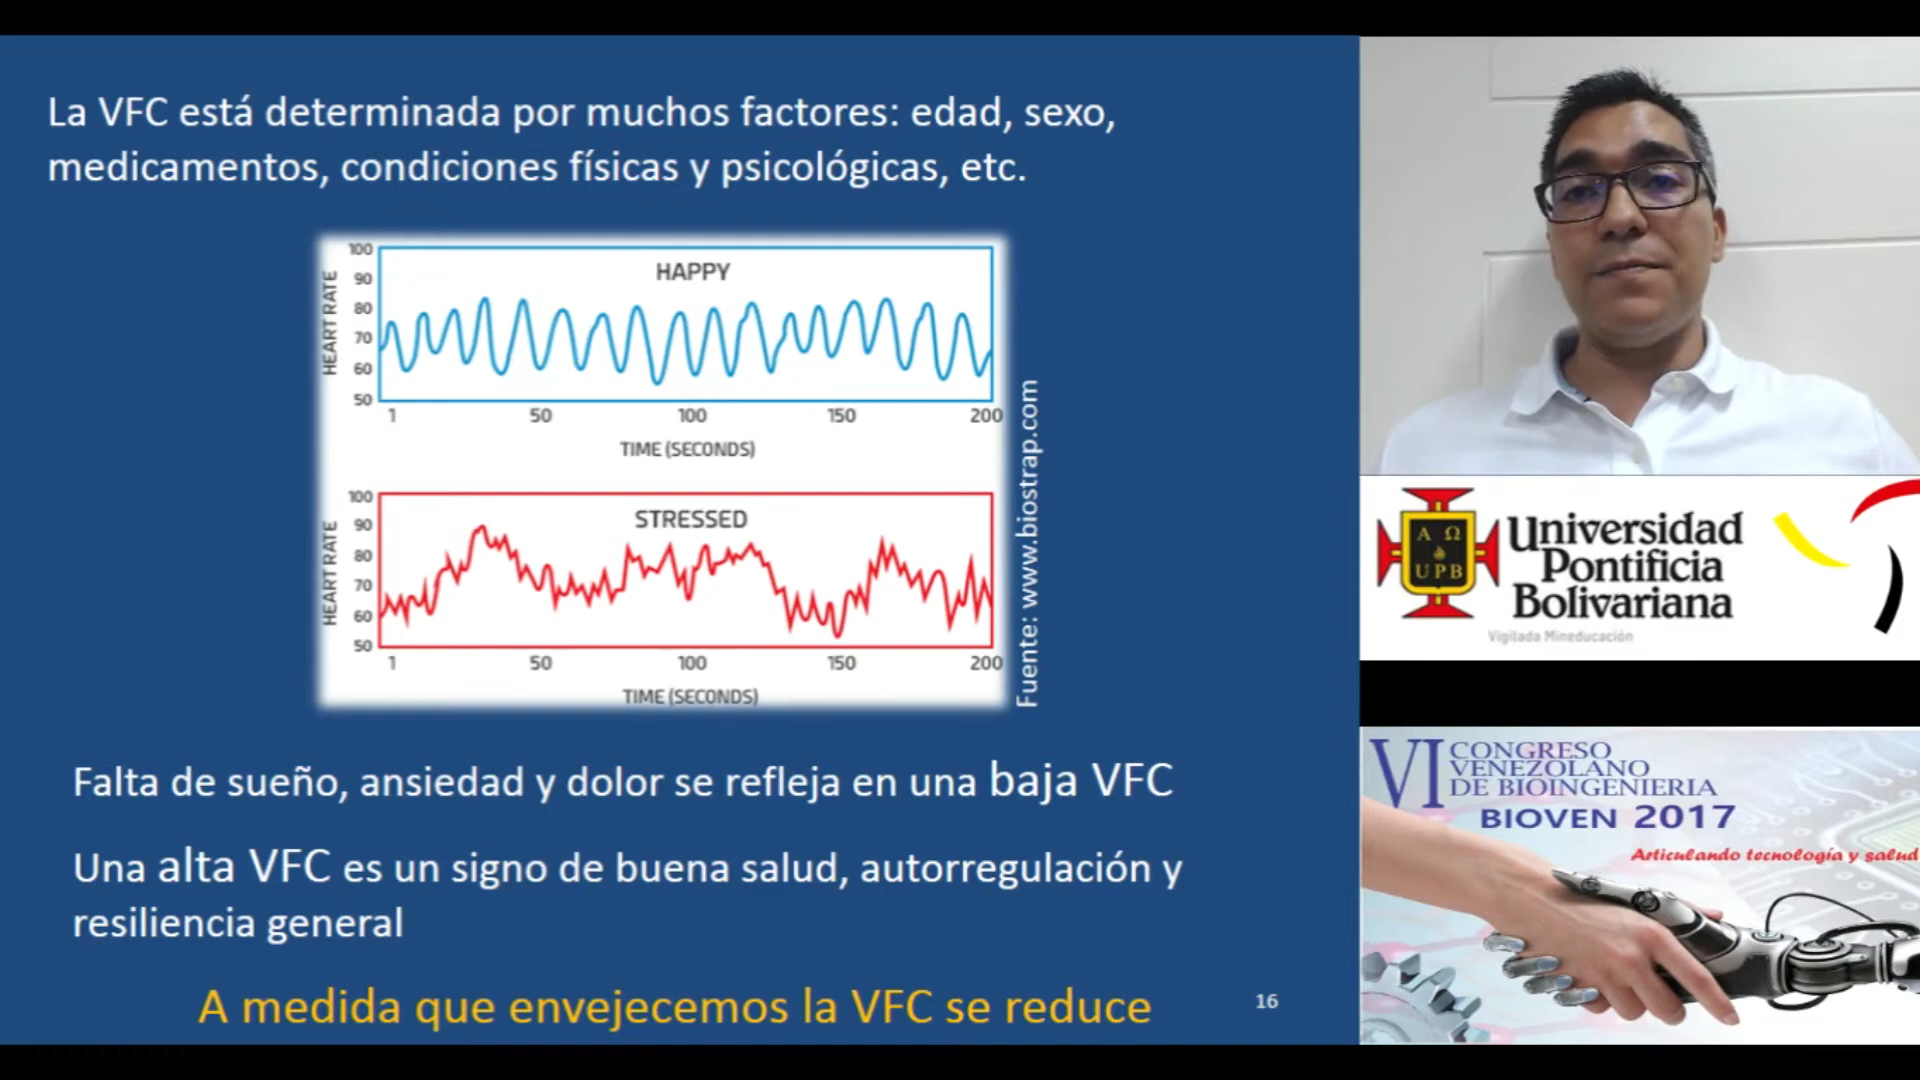 La VFC está determinada por muchos factores: edad, sexo,
medicamentos, condiciones físicas y psicológicas, etc.
100
90
80
70
60
50
HEART RATE
HAPPY
1 50 100 150 200
TIME (SECONDS)
100
90
80
70
60
50
HEART RATE
STRESSED
1 50 100 150 200
TIME (SECONDS)
Fuente: www.biostrap.com
Falta de sueño, ansiedad y dolor se refleja en una baja VFC
Una alta VFC es un signo de buena salud, autorregulación y
resiliencia general
A medida que envejecemos la VFC se reduce
16
Α Ω
UPB
Universidad
Pontificia
Bolivariana
Vigilada Mineducación
VI CONGRESO
VENEZOLANO
DE BIOINGENIERIA
BIOVEN 2017
Articulando tecnología y salud